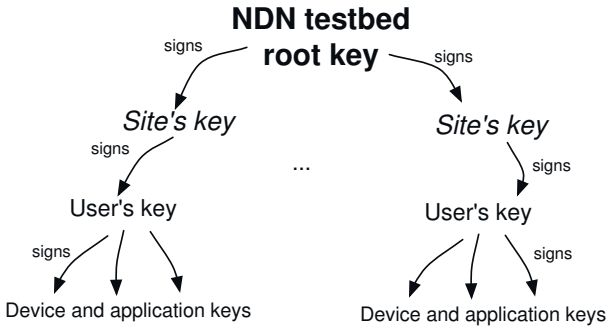 NDN testbed
root key
signs
signs
Site's key
Site's key
signs
...
signs
User's key
User's key
signs
signs
Device and application keys
Device and application keys